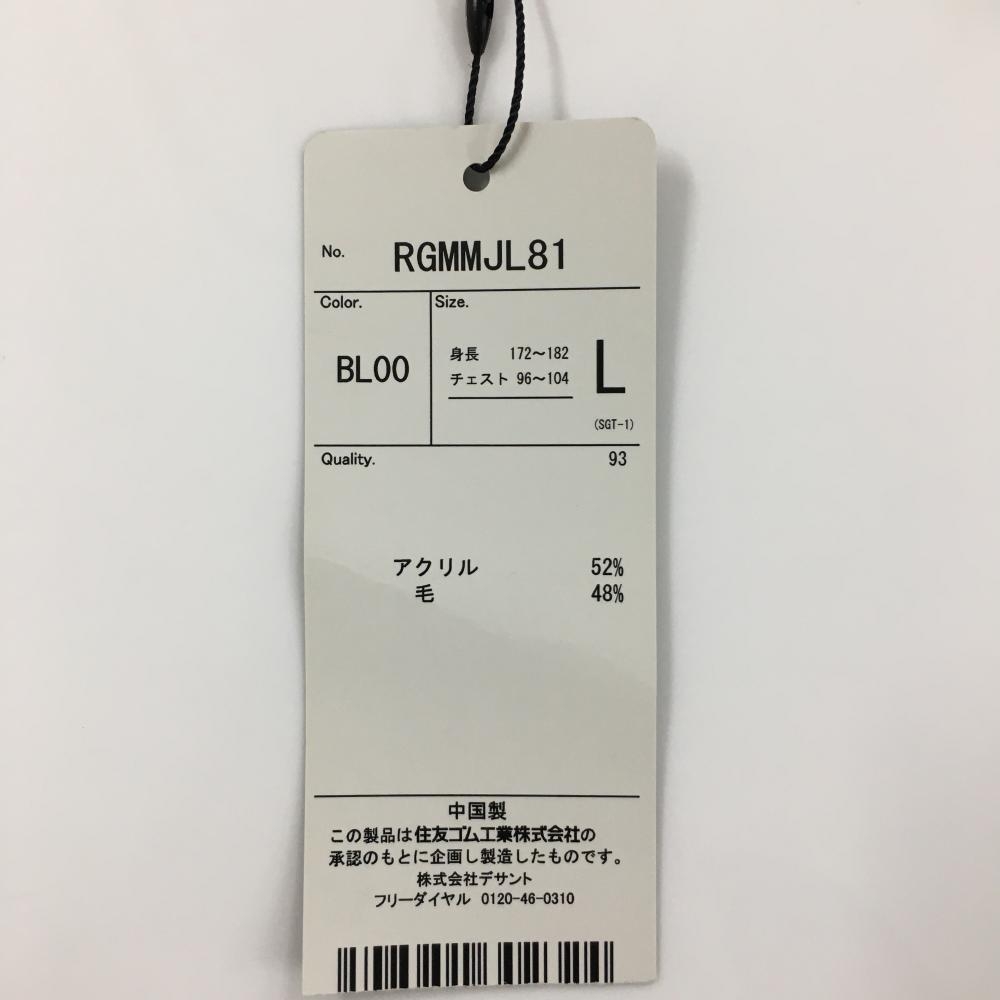 No. RGMMJL81
Color.
BL00
Size.
身長 172～182
チェスト 96～104
L
(SGT-1)
Quality. 93
アクリル 52%
毛 48%
中国製
この製品は住友ゴム工業株式会社の
承認のもとに企画し製造したものです。
株式会社デサント
フリーダイヤル 0120-46-0310